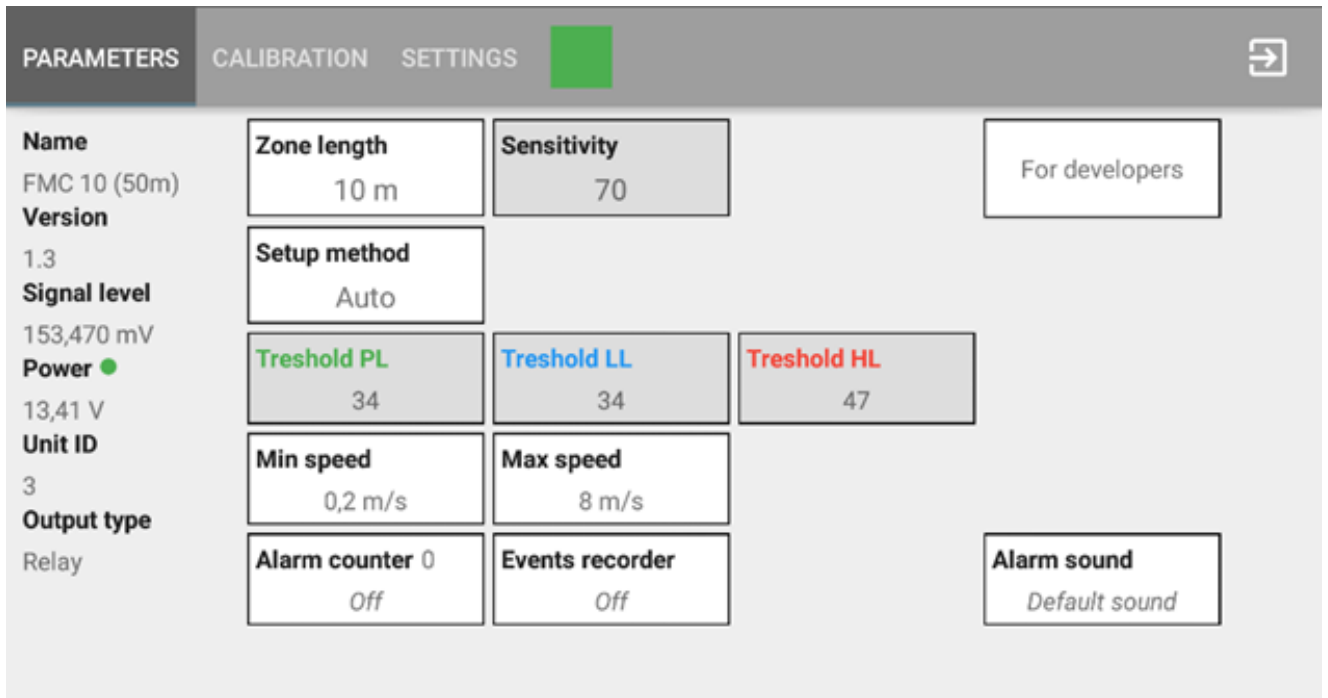 PARAMETERS CALIBRATION SETTINGS
Name
FMC 10 (50m)
Version
1.3
Signal level
153,470 mV
Power
13,41 V
Unit ID
3
Output type
Relay
Zone length
10 m
Sensitivity
70
For developers
Setup method
Auto
Treshold PL
34
Treshold LL
34
Treshold HL
47
Min speed
0,2 m/s
Max speed
8 m/s
Alarm counter 0
Off
Events recorder
Off
Alarm sound
Default sound